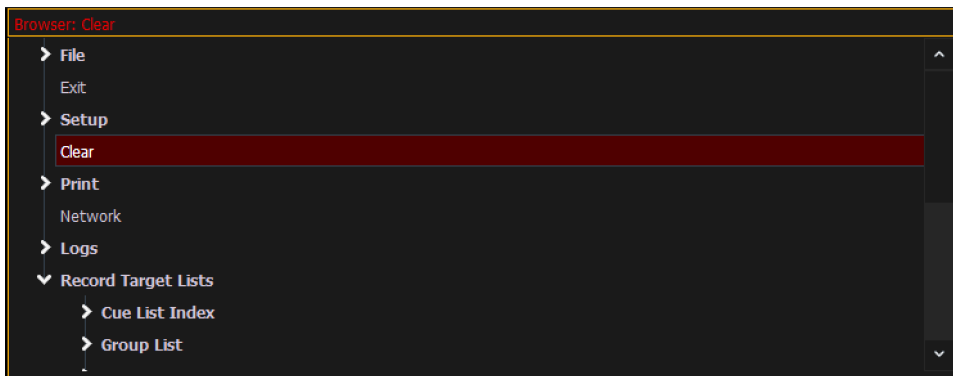 Browser: Clear
File
Exit
Setup
Clear
Print
Network
Logs
Record Target Lists
Cue List Index
Group List